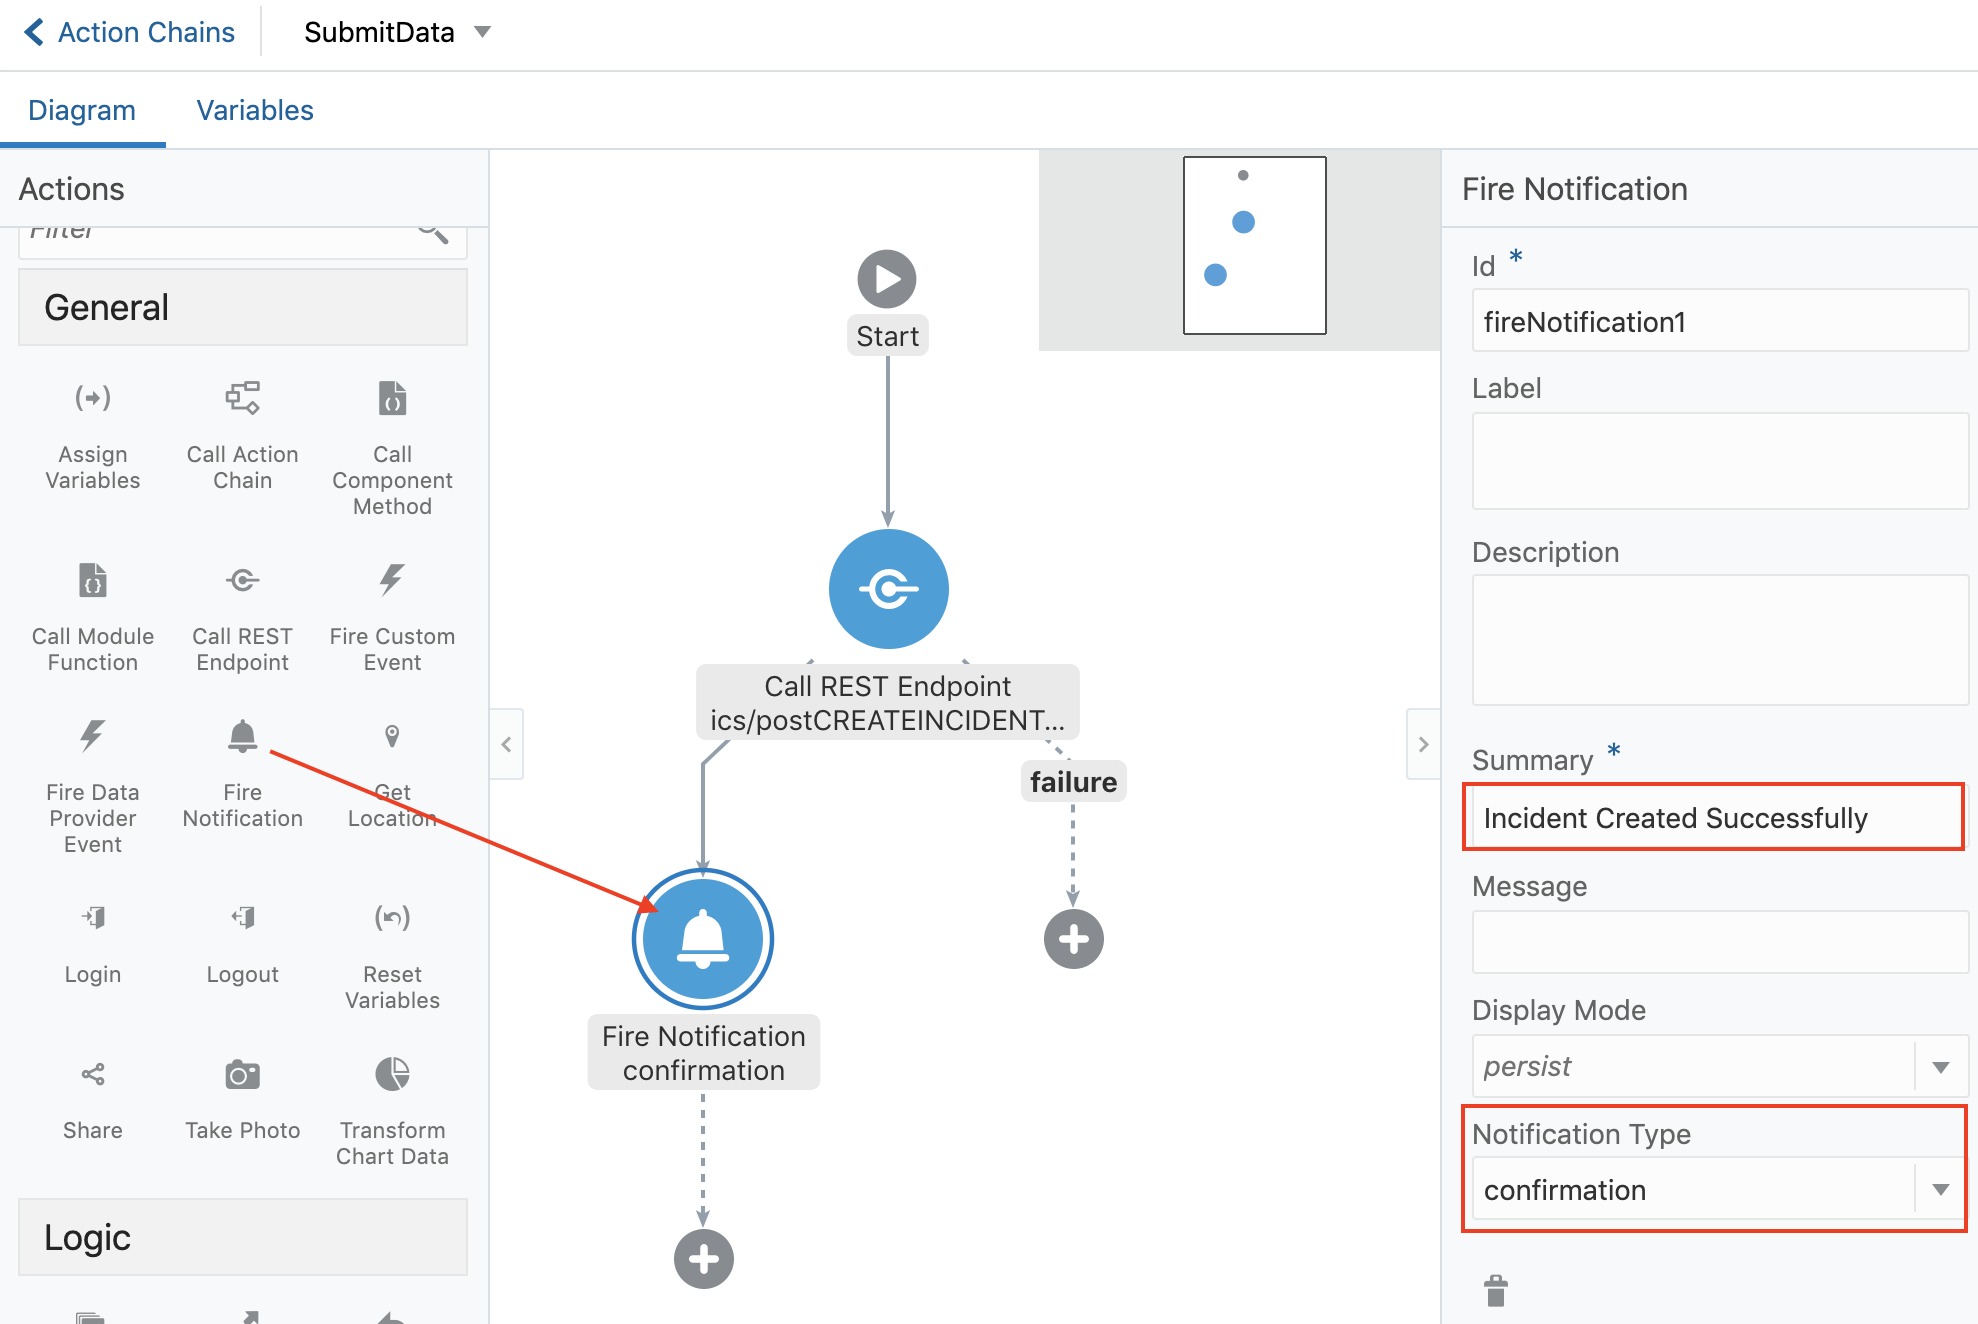 Action Chains
SubmitData
Diagram
Variables
Actions
Filter
General
Assign
Variables
Call Action
Chain
Call
Component
Method
Call Module
Function
Call REST
Endpoint
Fire Custom
Event
Fire Data
Provider
Event
Fire
Notification
Get
Location
Login
Logout
Reset
Variables
Share
Take Photo
Transform
Chart Data
Logic
Start
Call REST Endpoint
ics/postCREATEINCIDENT...
failure
Fire Notification
confirmation
Fire Notification
Id *
fireNotification1
Label
Description
Summary *
Incident Created Successfully
Message
Display Mode
persist
Notification Type
confirmation